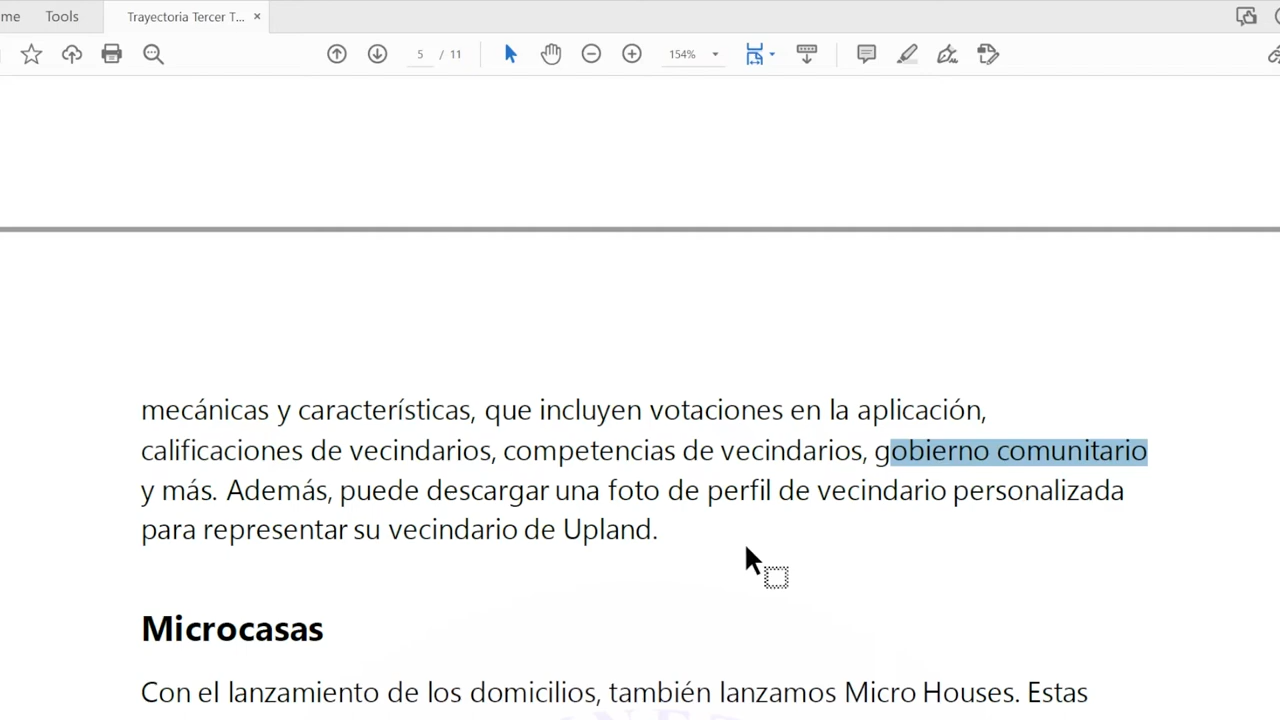 me Tools Trayectoria Tercer T... ×
5 / 11 154%
mecánicas y características, que incluyen votaciones en la aplicación,
calificaciones de vecindarios, competencias de vecindarios, gobierno comunitario
y más. Además, puede descargar una foto de perfil de vecindario personalizada
para representar su vecindario de Upland.
Microcasas
Con el lanzamiento de los domicilios, también lanzamos Micro Houses. Estas